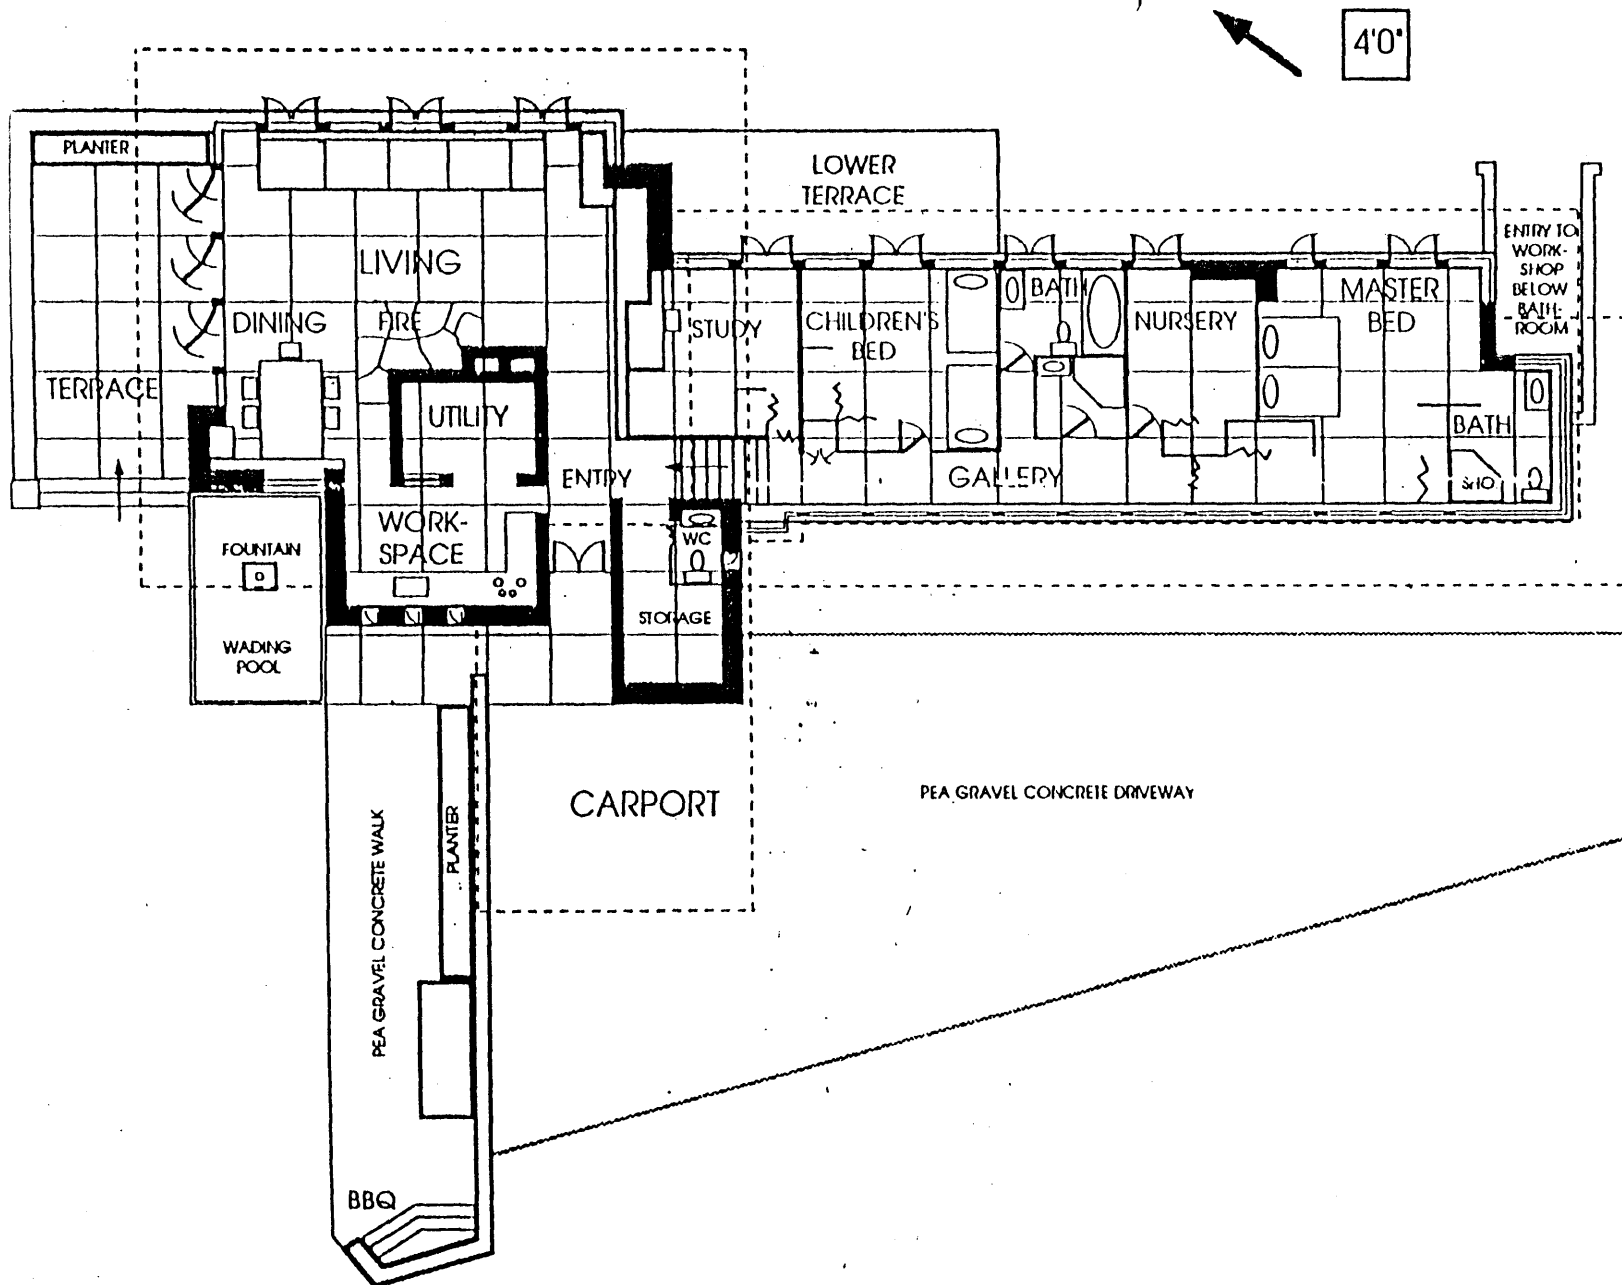 4'0"
PLANTER
LOWER
TERRACE
ENTRY TO
WORK-
SHOP
BELOW
BATH-
ROOM
LIVING
DINING
FIRE
STUDY
CHILDREN'S
BED
BATH
NURSERY
MASTER
BED
TERRACE
UTILITY
BATH
ENTRY
GALLERY
SHO
WORK-
SPACE
WC
FOUNTAIN
STORAGE
WADING
POOL
CARPORT
PEA GRAVEL CONCRETE DRIVEWAY
PLANTER
PEA GRAVEL CONCRETE WALK
BBQ